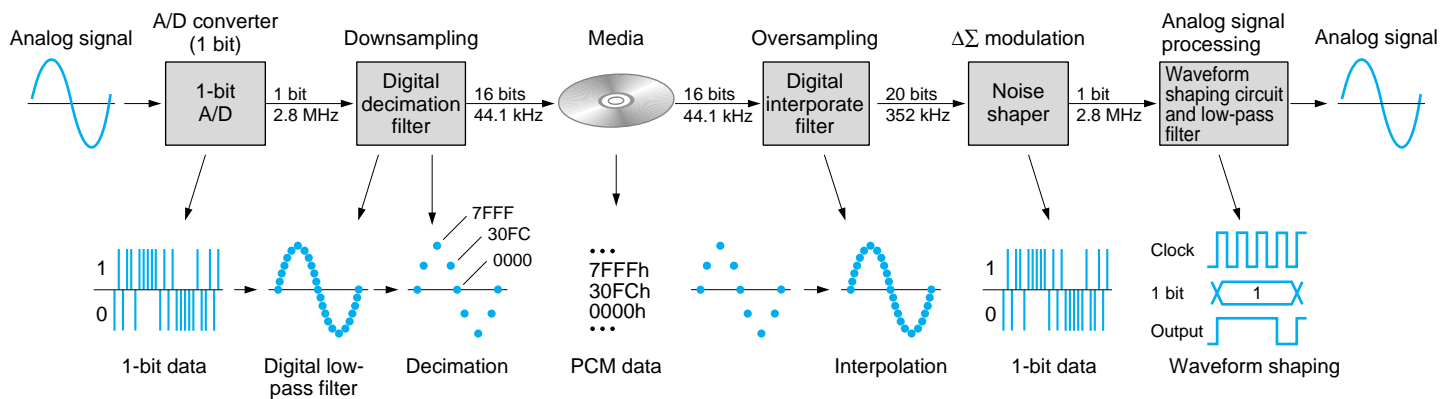 Analog signal
A/D converter
(1 bit)
Downsampling
Media
Oversampling
ΔΣ modulation
Analog signal
processing
Analog signal
1-bit
A/D
1 bit
2.8 MHz
Digital
decimation
filter
16 bits
44.1 kHz
16 bits
44.1 kHz
Digital
interporate
filter
20 bits
352 kHz
Noise
shaper
1 bit
2.8 MHz
Waveform
shaping circuit
and low-pass
filter
1
0
1-bit data
Digital low-
pass filter
7FFF
30FC
0000
Decimation
•••
7FFFh
30FCh
0000h
•••
PCM data
Interpolation
1
0
1-bit data
Clock
1 bit
1
Output
Waveform shaping